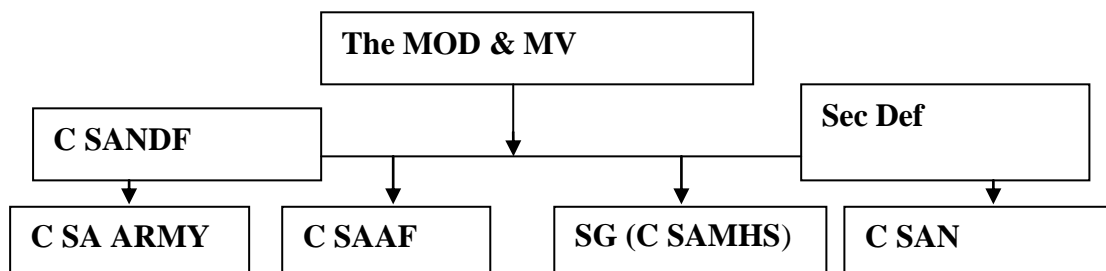 The MOD & MV
C SANDF
Sec Def
C SA ARMY
C SAAF
SG (C SAMHS)
C SAN